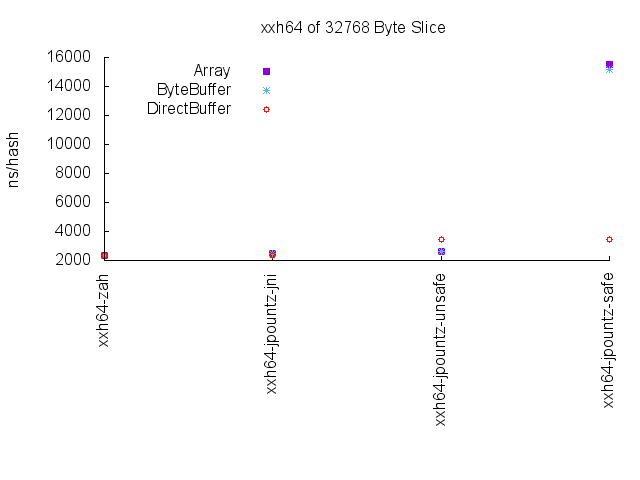 xxh64 of 32768 Byte Slice
16000
14000
12000
10000
8000
6000
4000
2000
ns/hash
Array
ByteBuffer
DirectBuffer
xxh64-zah
xxh64-jpountz-jni
xxh64-jpountz-unsafe
xxh64-jpountz-safe